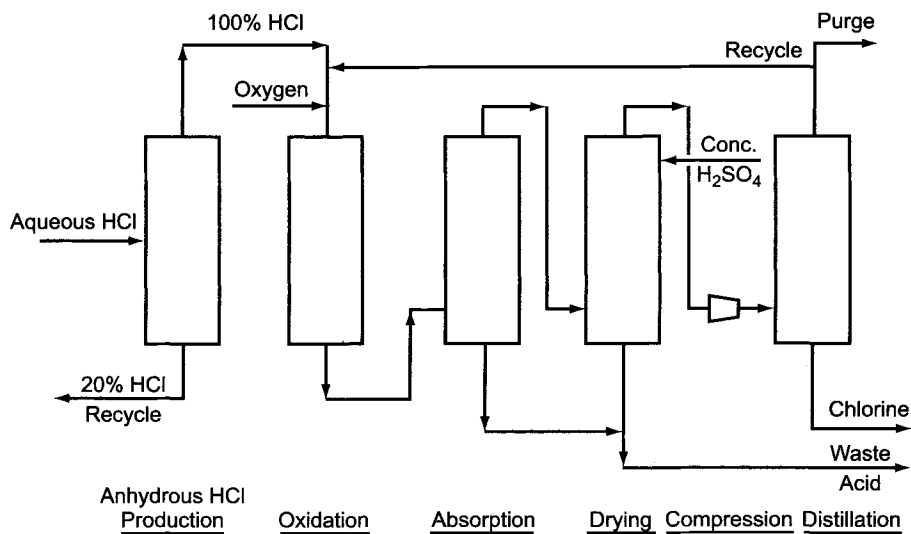 100% HCl
Purge
Recycle
Oxygen
Conc.
H₂SO₄
Aqueous HCl
20% HCl
Recycle
Chlorine
Waste
Acid
Anhydrous HCl
Production
Oxidation
Absorption
Drying
Compression
Distillation